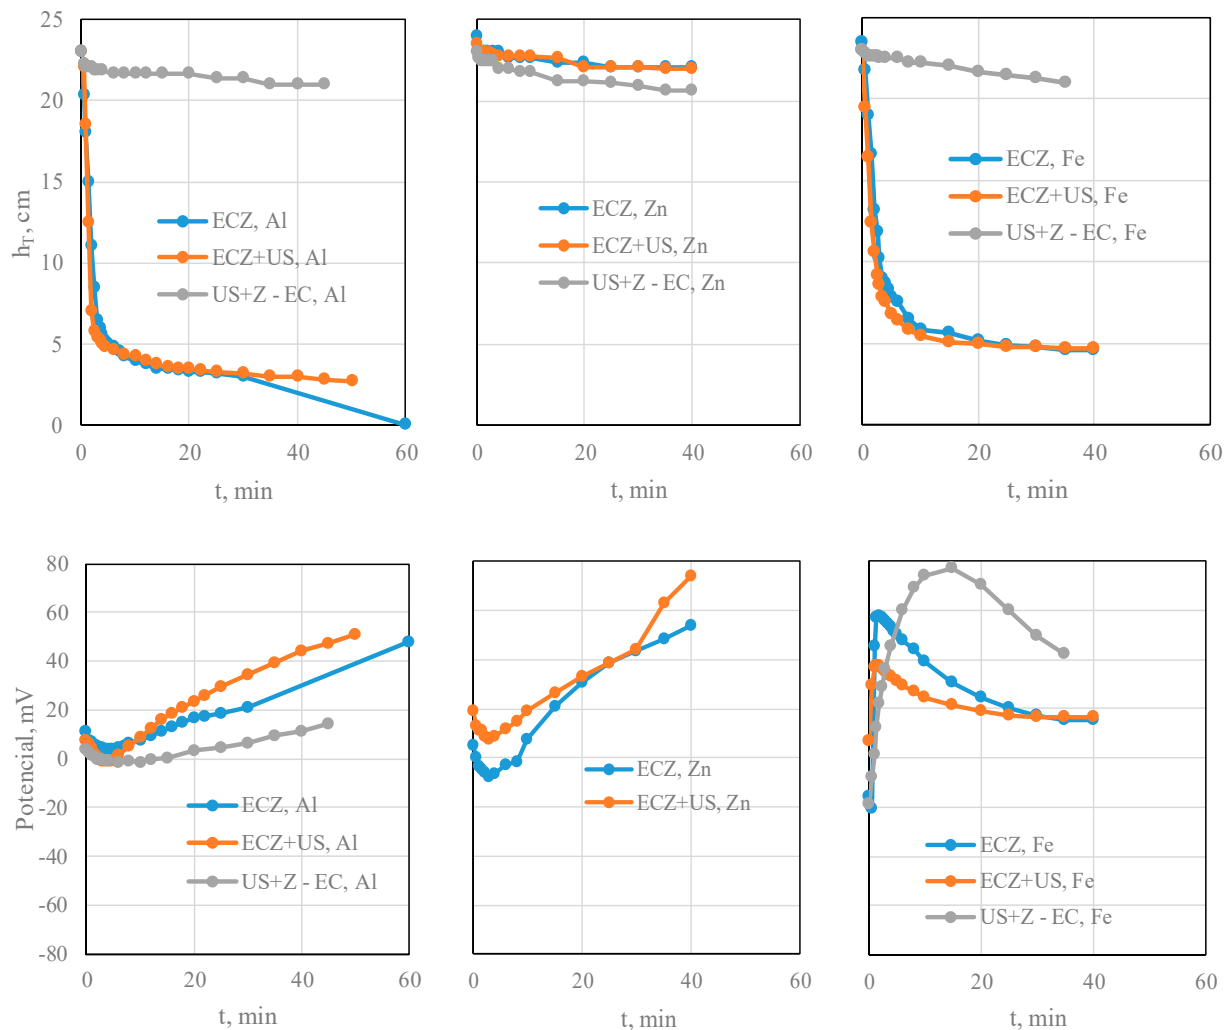 25
20
15
10
5
0
h_T, cm
ECZ, Al
ECZ+US, Al
US+Z - EC, Al
0 20 40 60
t, min
ECZ, Zn
ECZ+US, Zn
US+Z - EC, Zn
0 20 40 60
t, min
ECZ, Fe
ECZ+US, Fe
US+Z - EC, Fe
0 20 40 60
t, min
80
60
40
20
0
-20
-40
-60
-80
Potencial, mV
ECZ, Al
ECZ+US, Al
US+Z - EC, Al
0 20 40 60
t, min
ECZ, Zn
ECZ+US, Zn
0 20 40 60
t, min
ECZ, Fe
ECZ+US, Fe
US+Z - EC, Fe
0 20 40 60
t, min